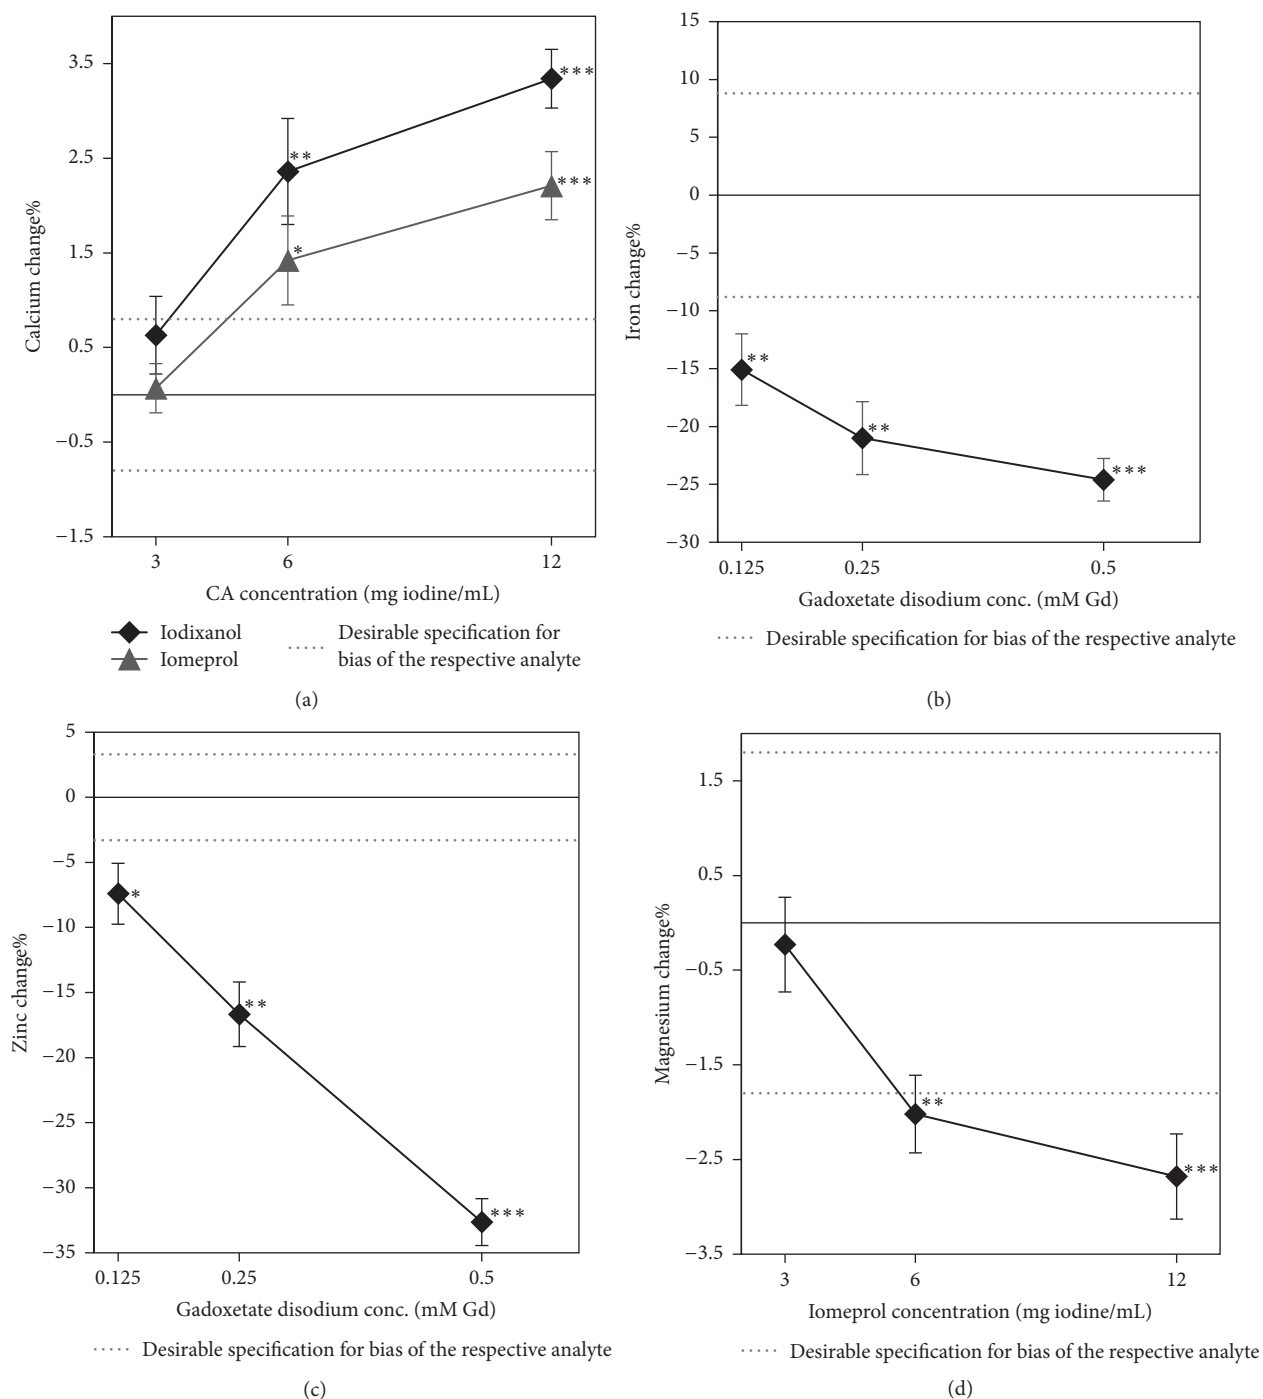 3.5
2.5
1.5
0.5
−0.5
−1.5
Calcium change%
***
**
***
*
3 6 12
CA concentration (mg iodine/mL)
Iodixanol
Iomeprol
Desirable specification for
bias of the respective analyte
(a)
15
10
5
0
−5
−10
−15
−20
−25
−30
Iron change%
**
**
***
0.125 0.25 0.5
Gadoxetate disodium conc. (mM Gd)
Desirable specification for bias of the respective analyte
(b)
5
0
−5
−10
−15
−20
−25
−30
−35
Zinc change%
*
**
***
0.125 0.25 0.5
Gadoxetate disodium conc. (mM Gd)
Desirable specification for bias of the respective analyte
(c)
1.5
0.5
−0.5
−1.5
−2.5
−3.5
Magnesium change%
**
***
3 6 12
Iomeprol concentration (mg iodine/mL)
Desirable specification for bias of the respective analyte
(d)